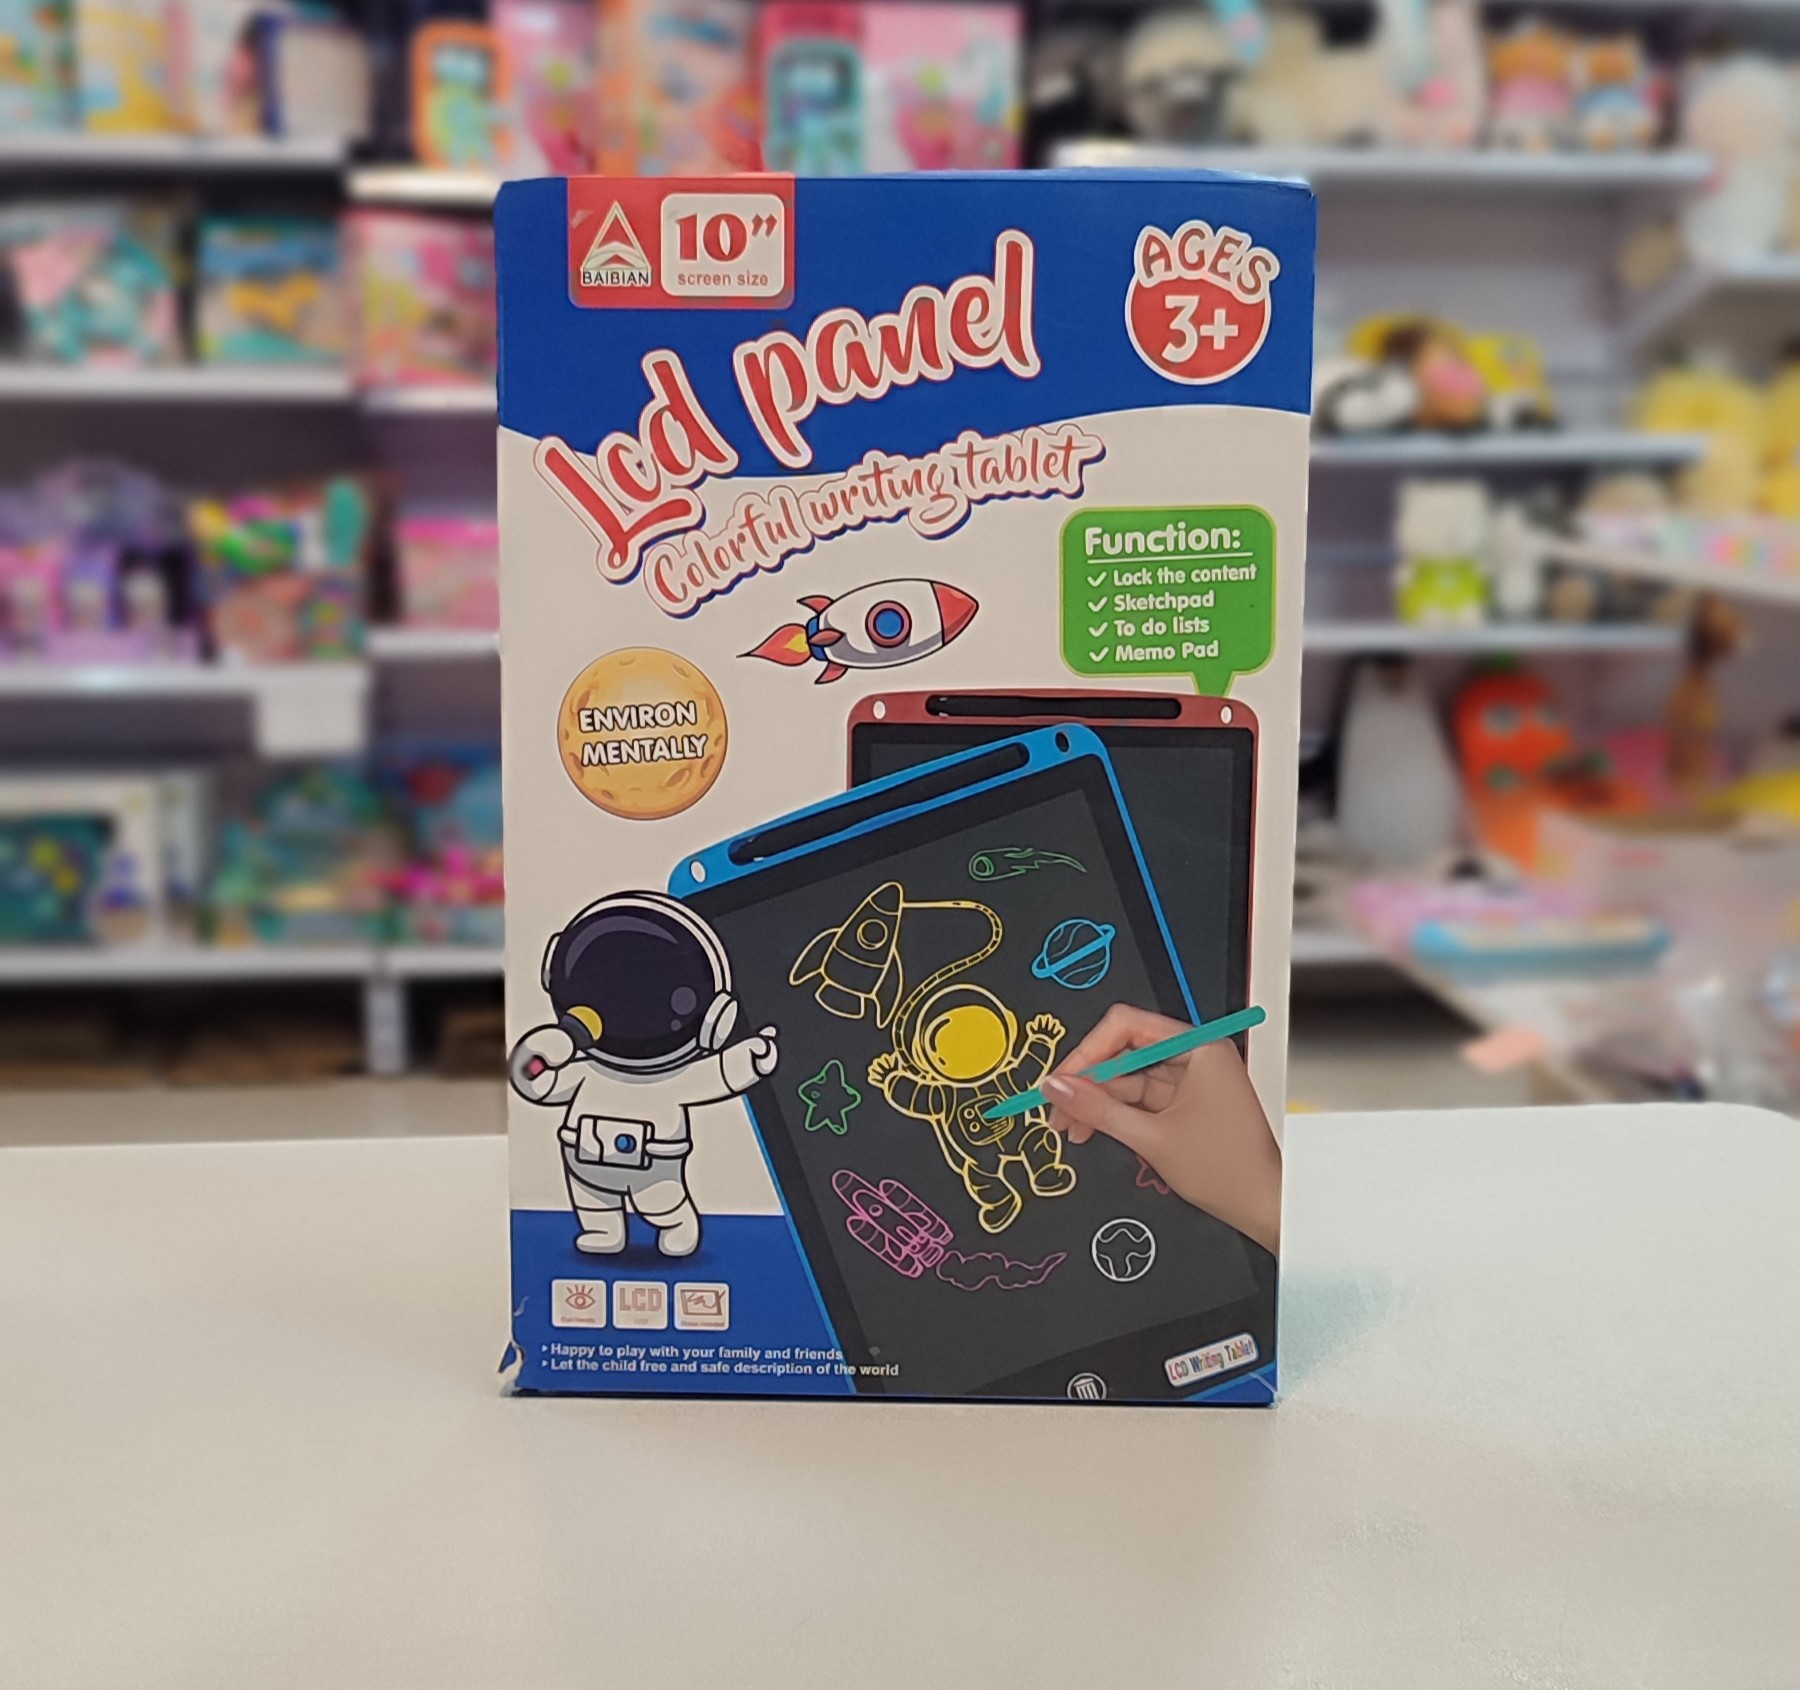 BAIBIAN
10”
screen size
AGES
3+
Lcd panel
Colorful writing tablet
Function:
✓ Lock the content
✓ Sketchpad
✓ To do lists
✓ Memo Pad
ENVIRON
MENTALLY
LCD
Happy to play with your family and friends
Let the child free and safe description of the world
LCD Writing Tablet